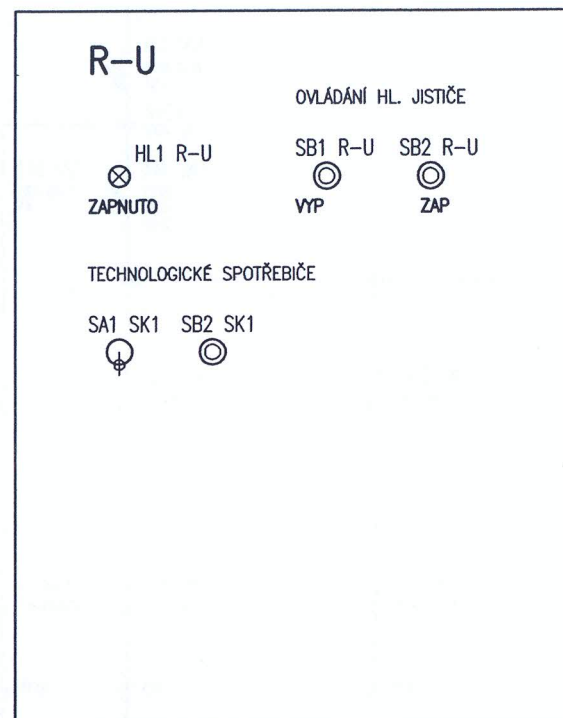 R-U
OVLÁDÁNÍ HL. JISTIČE
HL1 R-U
SB1 R-U
SB2 R-U
ZAPNUTO
VYP
ZAP
TECHNOLOGICKÉ SPOTŘEBIČE
SA1 SK1
SB2 SK1